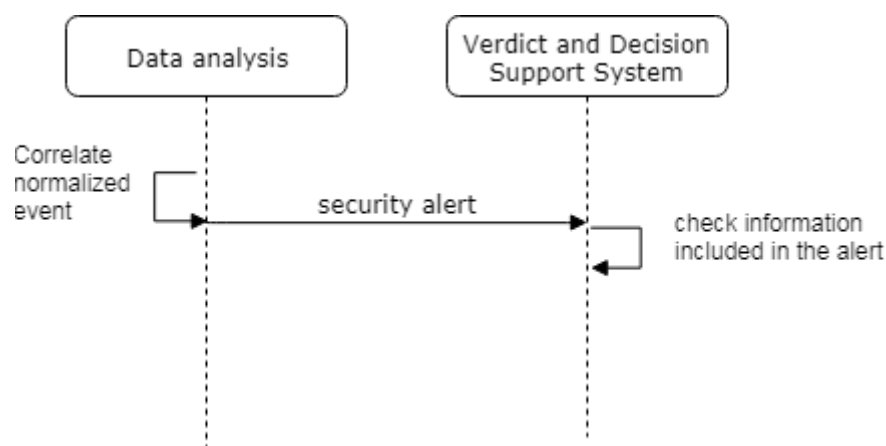 Data analysis
Verdict and Decision
Support System
Correlate
normalized
event
security alert
check information
included in the alert